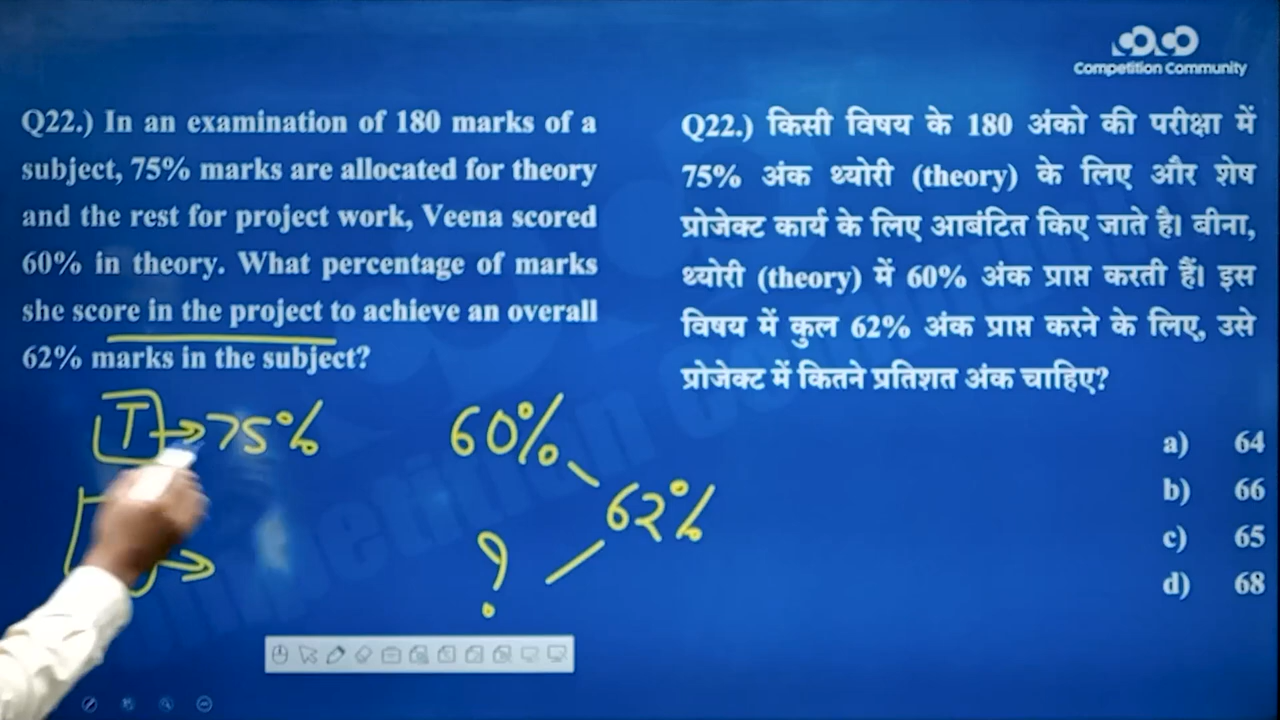 Competition Community
Q22.) In an examination of 180 marks of a
subject, 75% marks are allocated for theory
and the rest for project work, Veena scored
60% in theory. What percentage of marks
she score in the project to achieve an overall
62% marks in the subject?
Q22.) किसी विषय के 180 अंको की परीक्षा में
75% अंक थ्योरी (theory) के लिए और शेष
प्रोजेक्ट कार्य के लिए आबंटित किए जाते है। बीना,
थ्योरी (theory) में 60% अंक प्राप्त करती हैं। इस
विषय में कुल 62% अंक प्राप्त करने के लिए, उसे
प्रोजेक्ट में कितने प्रतिशत अंक चाहिए?
a) 64
b) 66
c) 65
d) 68
T → 75%
60%
62%
?